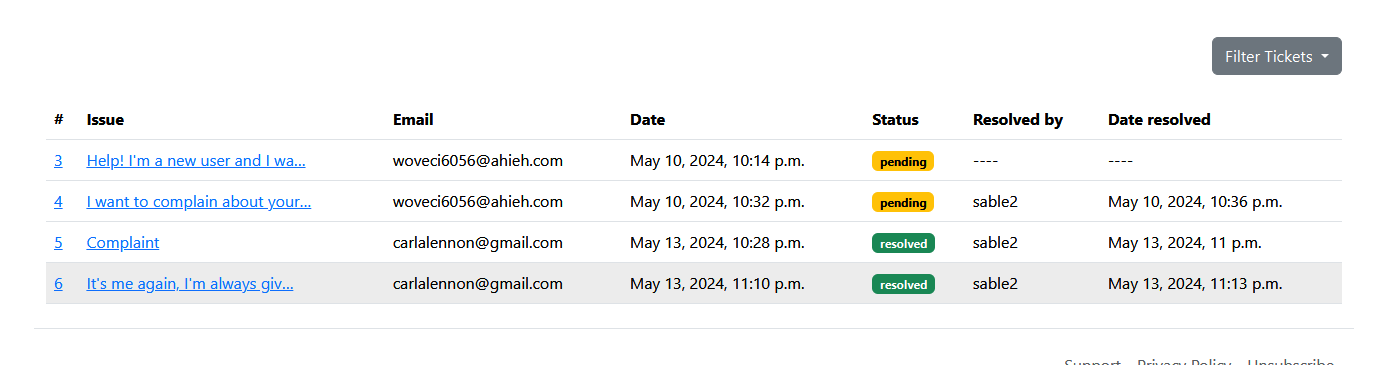 Filter Tickets
# Issue Email Date Status Resolved by Date resolved
3 Help! I'm a new user and I wa... woveci6056@ahieh.com May 10, 2024, 10:14 p.m. pending ---- ----
4 I want to complain about your... woveci6056@ahieh.com May 10, 2024, 10:32 p.m. pending sable2 May 10, 2024, 10:36 p.m.
5 Complaint carlalennon@gmail.com May 13, 2024, 10:28 p.m. resolved sable2 May 13, 2024, 11 p.m.
6 It's me again, I'm always giv... carlalennon@gmail.com May 13, 2024, 11:10 p.m. resolved sable2 May 13, 2024, 11:13 p.m.
Support Privacy Policy Unsubscribe